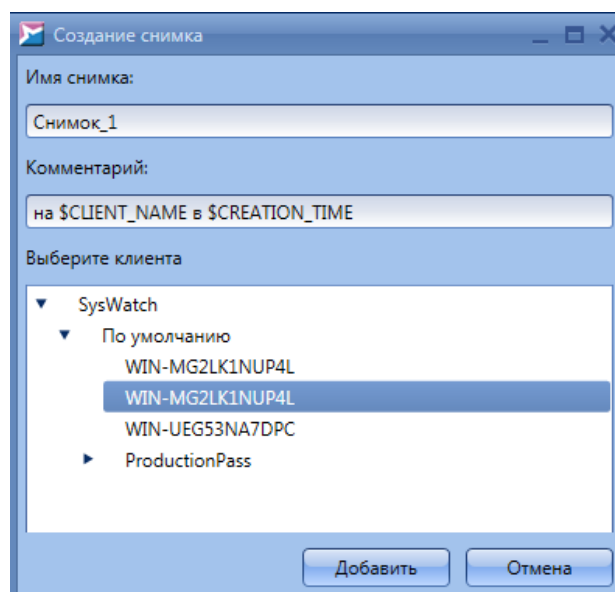 Создание снимка
Имя снимка:
Снимок_1
Комментарий:
на $CLIENT_NAME в $CREATION_TIME
Выберите клиента
SysWatch
По умолчанию
WIN-MG2LK1NUP4L
WIN-MG2LK1NUP4L
WIN-UEG53NA7DPC
ProductionPass
Добавить Отмена